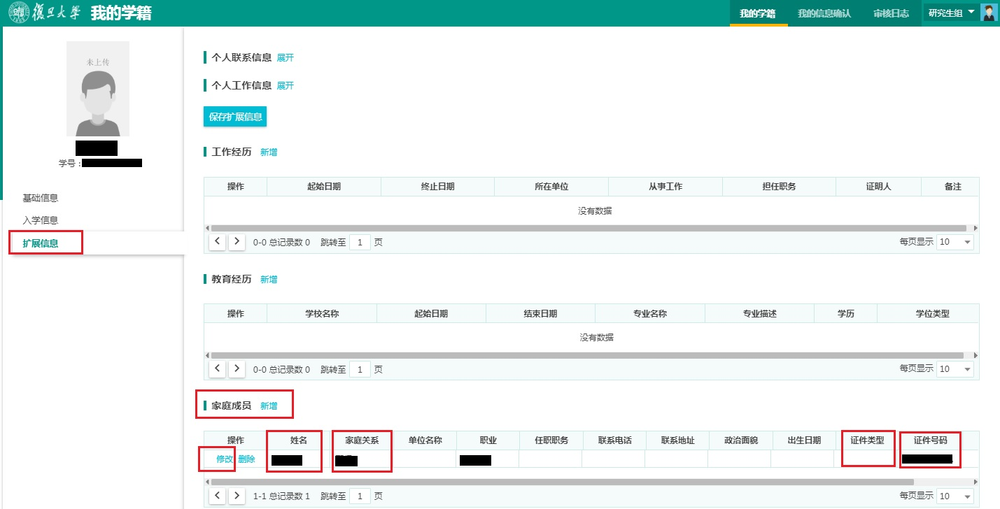 復旦大學 我的学籍 我的学籍 我的信息确认 审核日志 研究生组
未上传
学号：
基础信息
入学信息
扩展信息
个人联系信息 展开
个人工作信息 展开
保存扩展信息
工作经历 新增
操作 起始日期 终止日期 所在单位 从事工作 担任职务 证明人 备注
没有数据
0-0 总记录数 0 跳转至 1 页 每页显示 10
教育经历 新增
操作 学校名称 起始日期 结束日期 专业名称 专业描述 学历 学位类型
没有数据
0-0 总记录数 0 跳转至 1 页 每页显示 10
家庭成员 新增
操作 姓名 家庭关系 单位名称 职业 任职职务 联系电话 联系地址 政治面貌 出生日期 证件类型 证件号码
修改 删除
1-1 总记录数 1 跳转至 1 页 每页显示 10